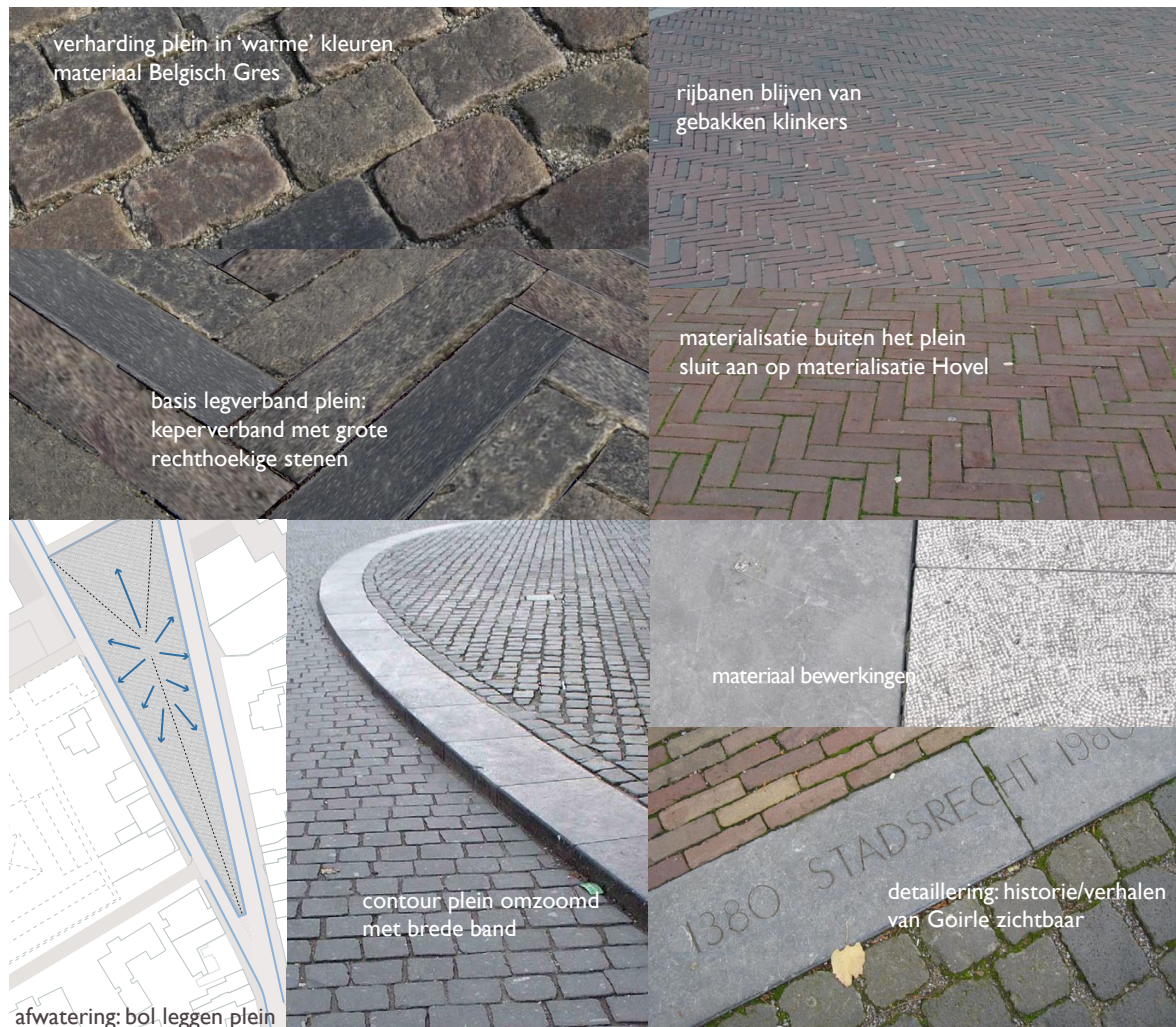 verharding plein in ‘warme’ kleuren
materiaal Belgisch Gres
rijbanen blijven van
gebakken klinkers
basis legverband plein:
keperverband met grote
rechthoekige stenen
materialisatie buiten het plein
sluit aan op materialisatie Hovel
afwatering: bol leggen plein
contour plein omzoomd
met brede band
materiaal bewerkingen
1380 STADSRECHT 1980
detaillering: historie/verhalen
van Goirle zichtbaar